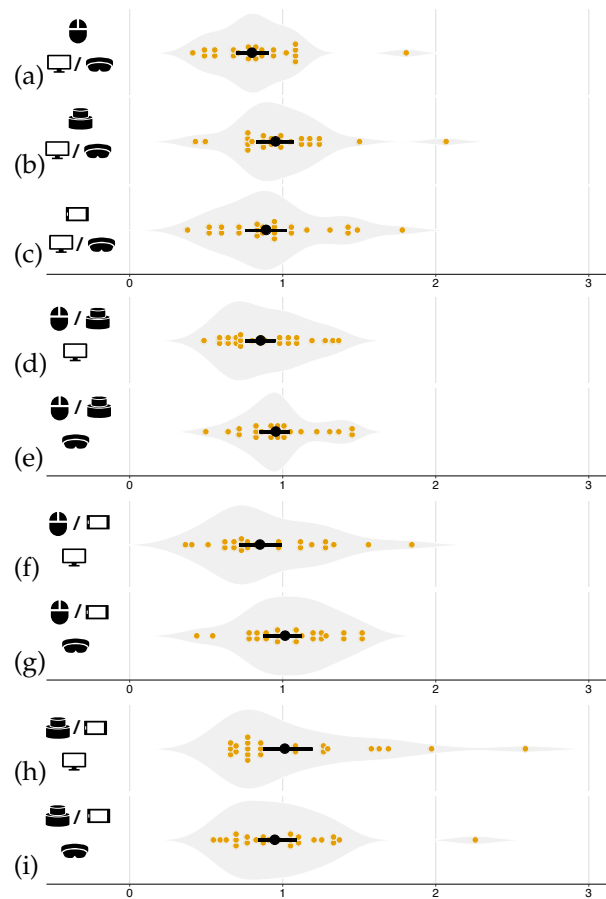 (a) /
(b) /
(c) /
0 1 2 3
(d) /
(e) /
0 1 2 3
(f) /
(g) /
0 1 2 3
(h) /
(i) /
0 1 2 3